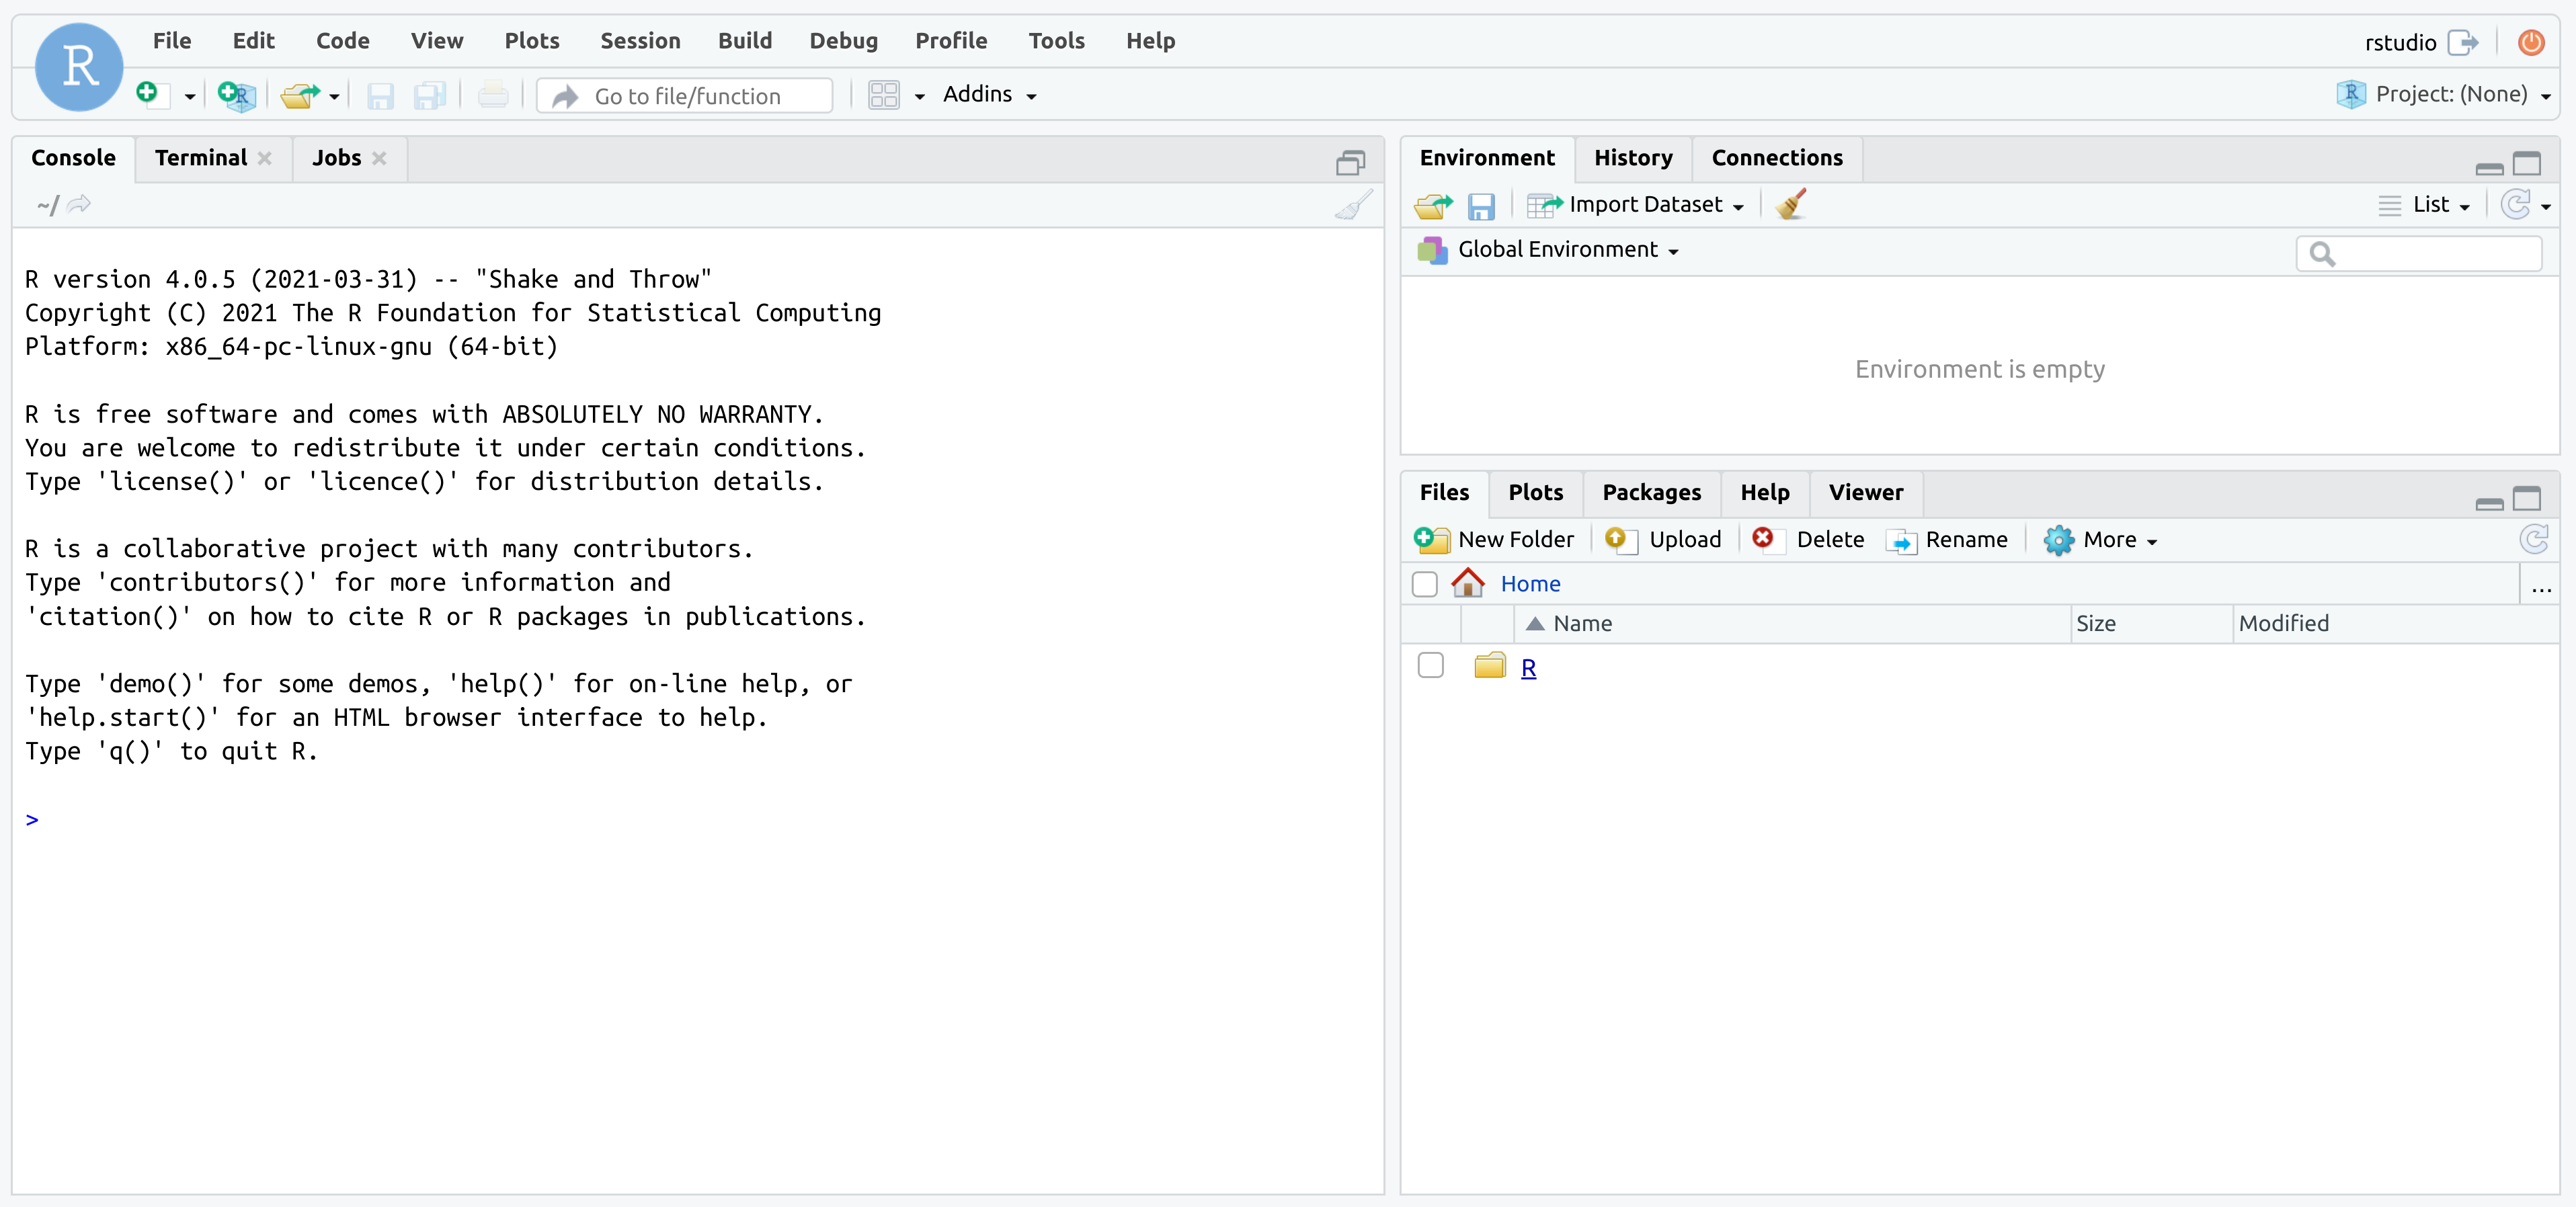 R
File Edit Code View Plots Session Build Debug Profile Tools Help
rstudio
R
Go to file/function
Addins
R
Project: (None)
Console Terminal Jobs
~/
R version 4.0.5 (2021-03-31) -- "Shake and Throw"
Copyright (C) 2021 The R Foundation for Statistical Computing
Platform: x86_64-pc-linux-gnu (64-bit)
R is free software and comes with ABSOLUTELY NO WARRANTY.
You are welcome to redistribute it under certain conditions.
Type 'license()' or 'licence()' for distribution details.
R is a collaborative project with many contributors.
Type 'contributors()' for more information and
'citation()' on how to cite R or R packages in publications.
Type 'demo()' for some demos, 'help()' for on-line help, or
'help.start()' for an HTML browser interface to help.
Type 'q()' to quit R.
>
Environment History Connections
Import Dataset
List
Global Environment
Environment is empty
Files Plots Packages Help Viewer
New Folder Upload Delete Rename More
Home
...
Name Size Modified
R